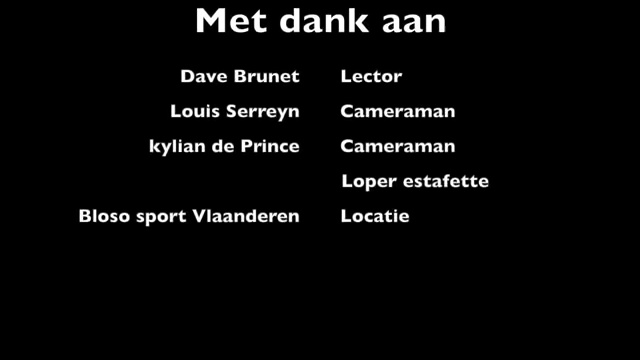 Met dank aan
Dave Brunet Lector
Louis Serreyn Cameraman
kylian de Prince Cameraman
Loper estafette
Bloso sport Vlaanderen Locatie